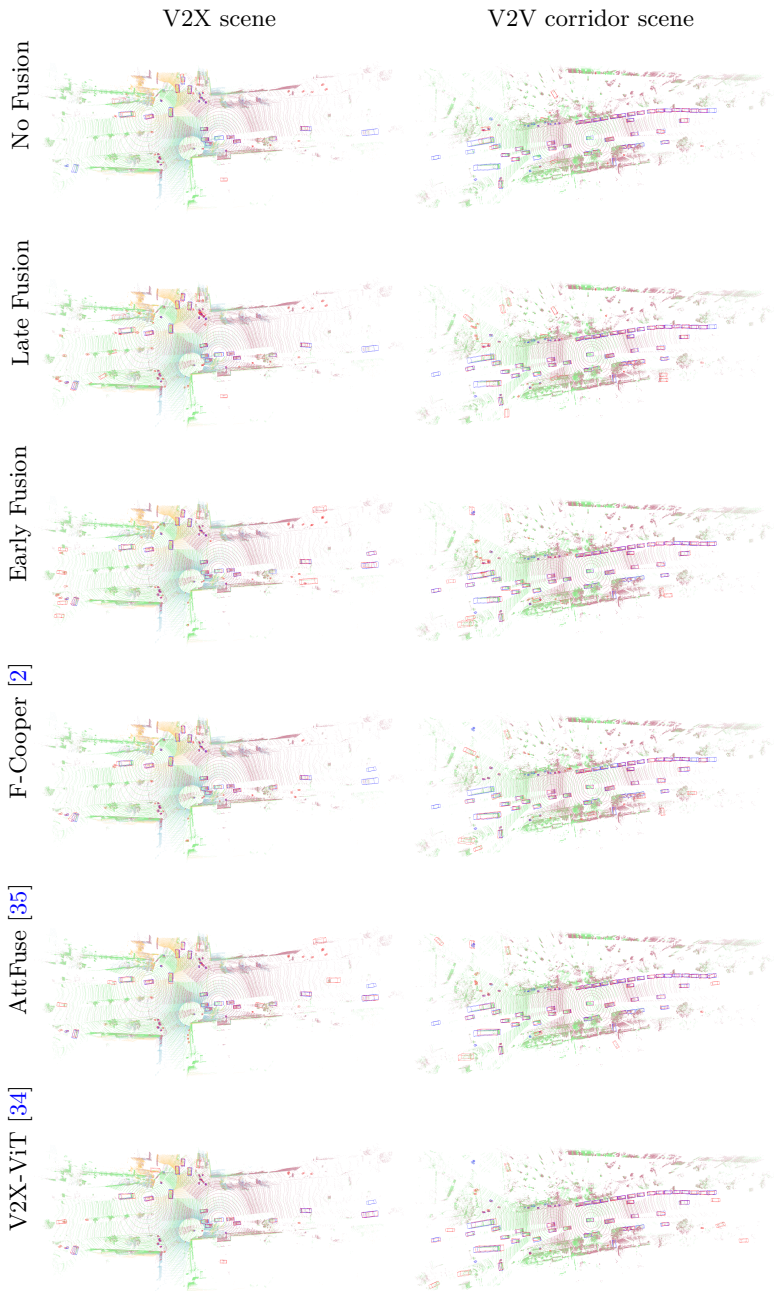 V2X scene
V2V corridor scene
No Fusion
Late Fusion
Early Fusion
F-Cooper [2]
AttFuse [35]
V2X-ViT [34]